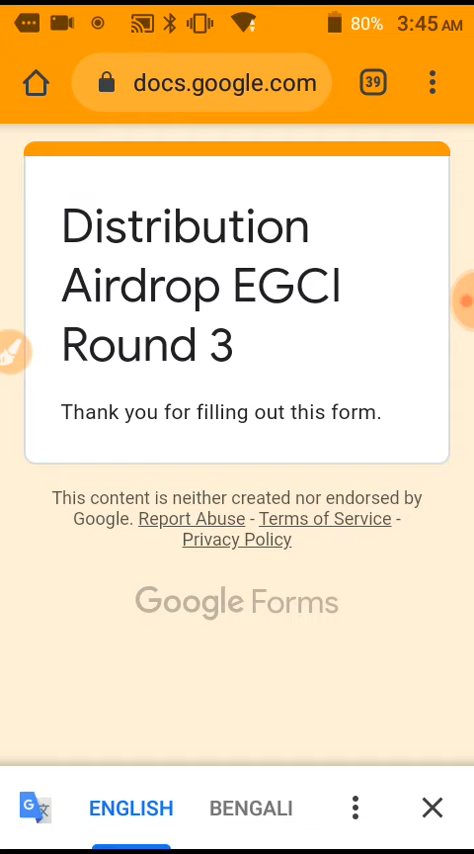 80% 3:45 AM
docs.google.com 39
Distribution
Airdrop EGCI
Round 3
Thank you for filling out this form.
This content is neither created nor endorsed by
Google. Report Abuse - Terms of Service -
Privacy Policy
Google Forms
G 文 ENGLISH BENGALI